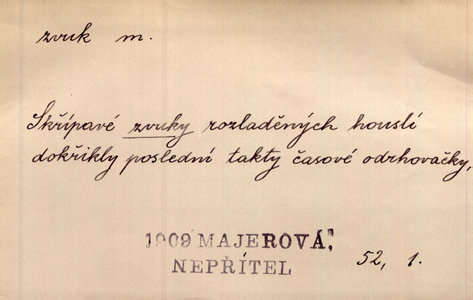 zvuk m.
Skřípavé zvuky rozladěných houslí
dokřikly poslední takty časové odrhovačky,
1909 MAJEROVÁ,
NEPŘÍTEL
52, 1.